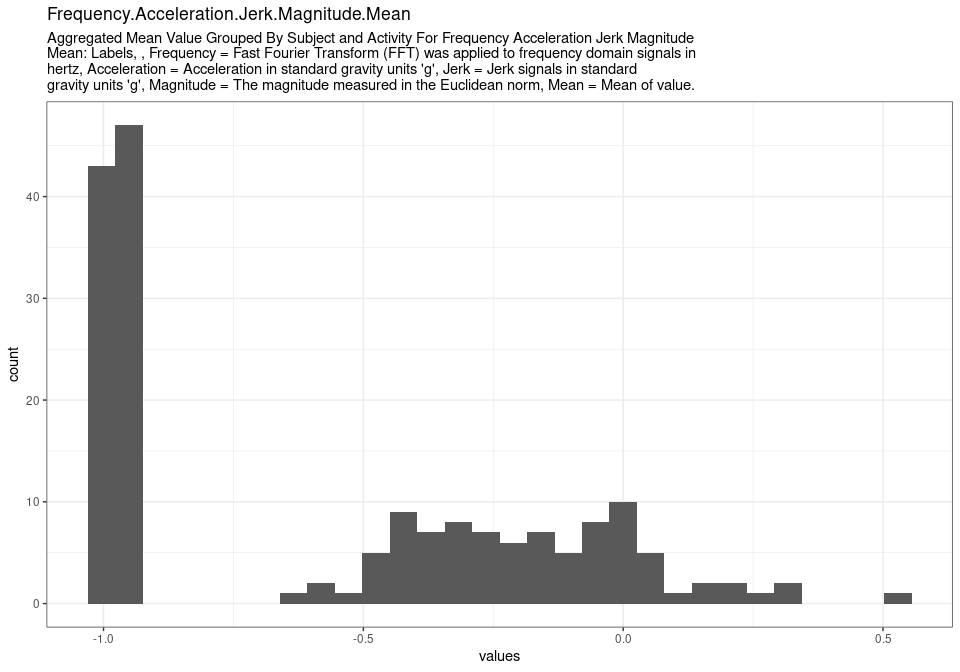 Frequency.Acceleration.Jerk.Magnitude.Mean
Aggregated Mean Value Grouped By Subject and Activity For Frequency Acceleration Jerk Magnitude
Mean: Labels, , Frequency = Fast Fourier Transform (FFT) was applied to frequency domain signals in
hertz, Acceleration = Acceleration in standard gravity units 'g', Jerk = Jerk signals in standard
gravity units 'g', Magnitude = The magnitude measured in the Euclidean norm, Mean = Mean of value.
40
30
20
10
0
count
-1.0
-0.5
0.0
0.5
values